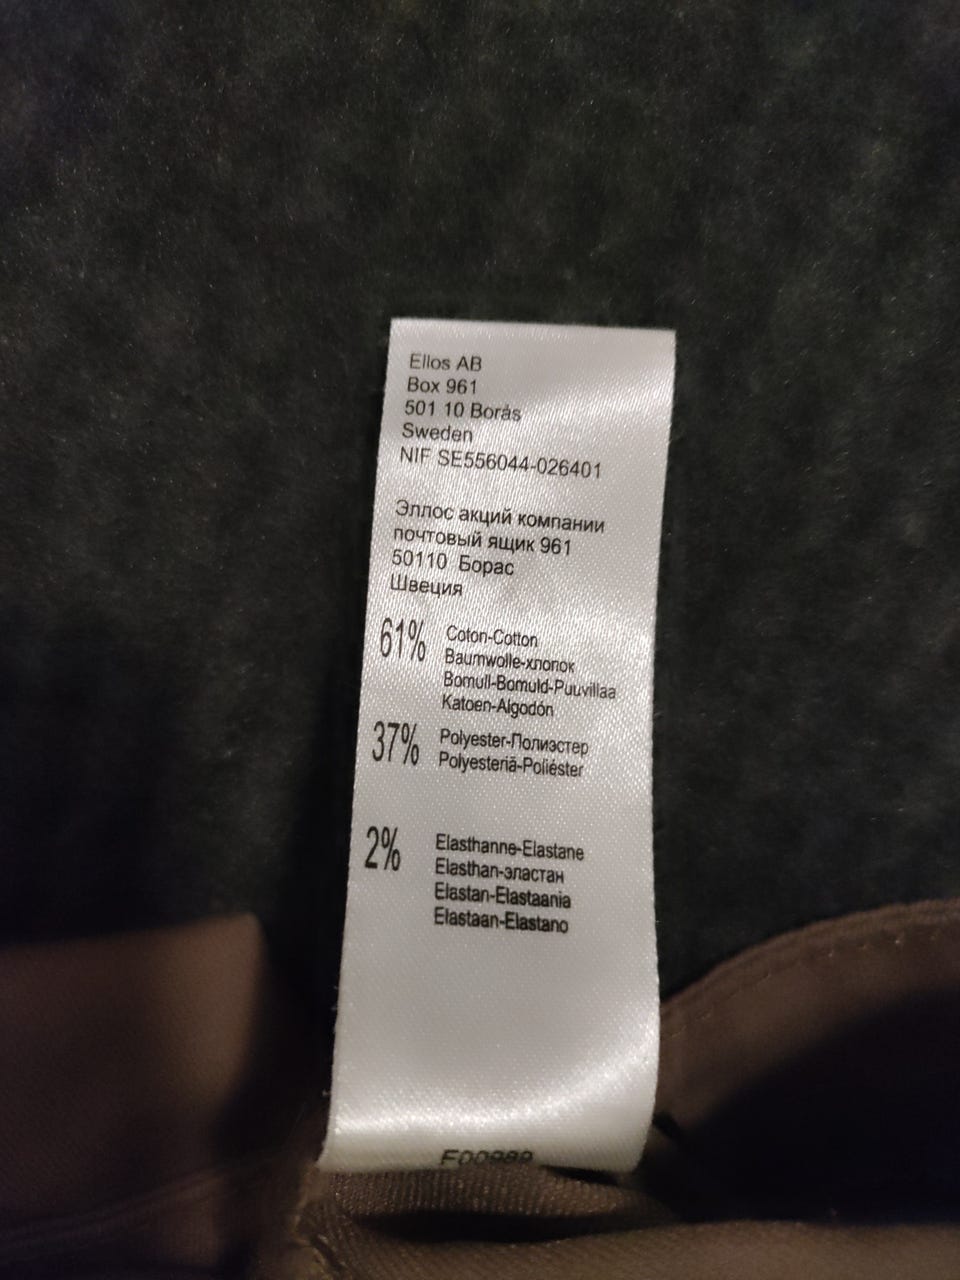 Ellos AB
Box 961
501 10 Borås
Sweden
NIF SE556044-026401
Эллос акций компании
почтовый ящик 961
50110 Борас
Швеция
61% Coton-Cotton
Baumwolle-хлопок
Bomull-Bomuld-Puuvillaa
Katoen-Algodón
37% Polyester-Полиэстер
Polyesteriä-Poliéster
2% Elasthanne-Elastane
Elasthan-эластан
Elastan-Elastaania
Elastaan-Elastano